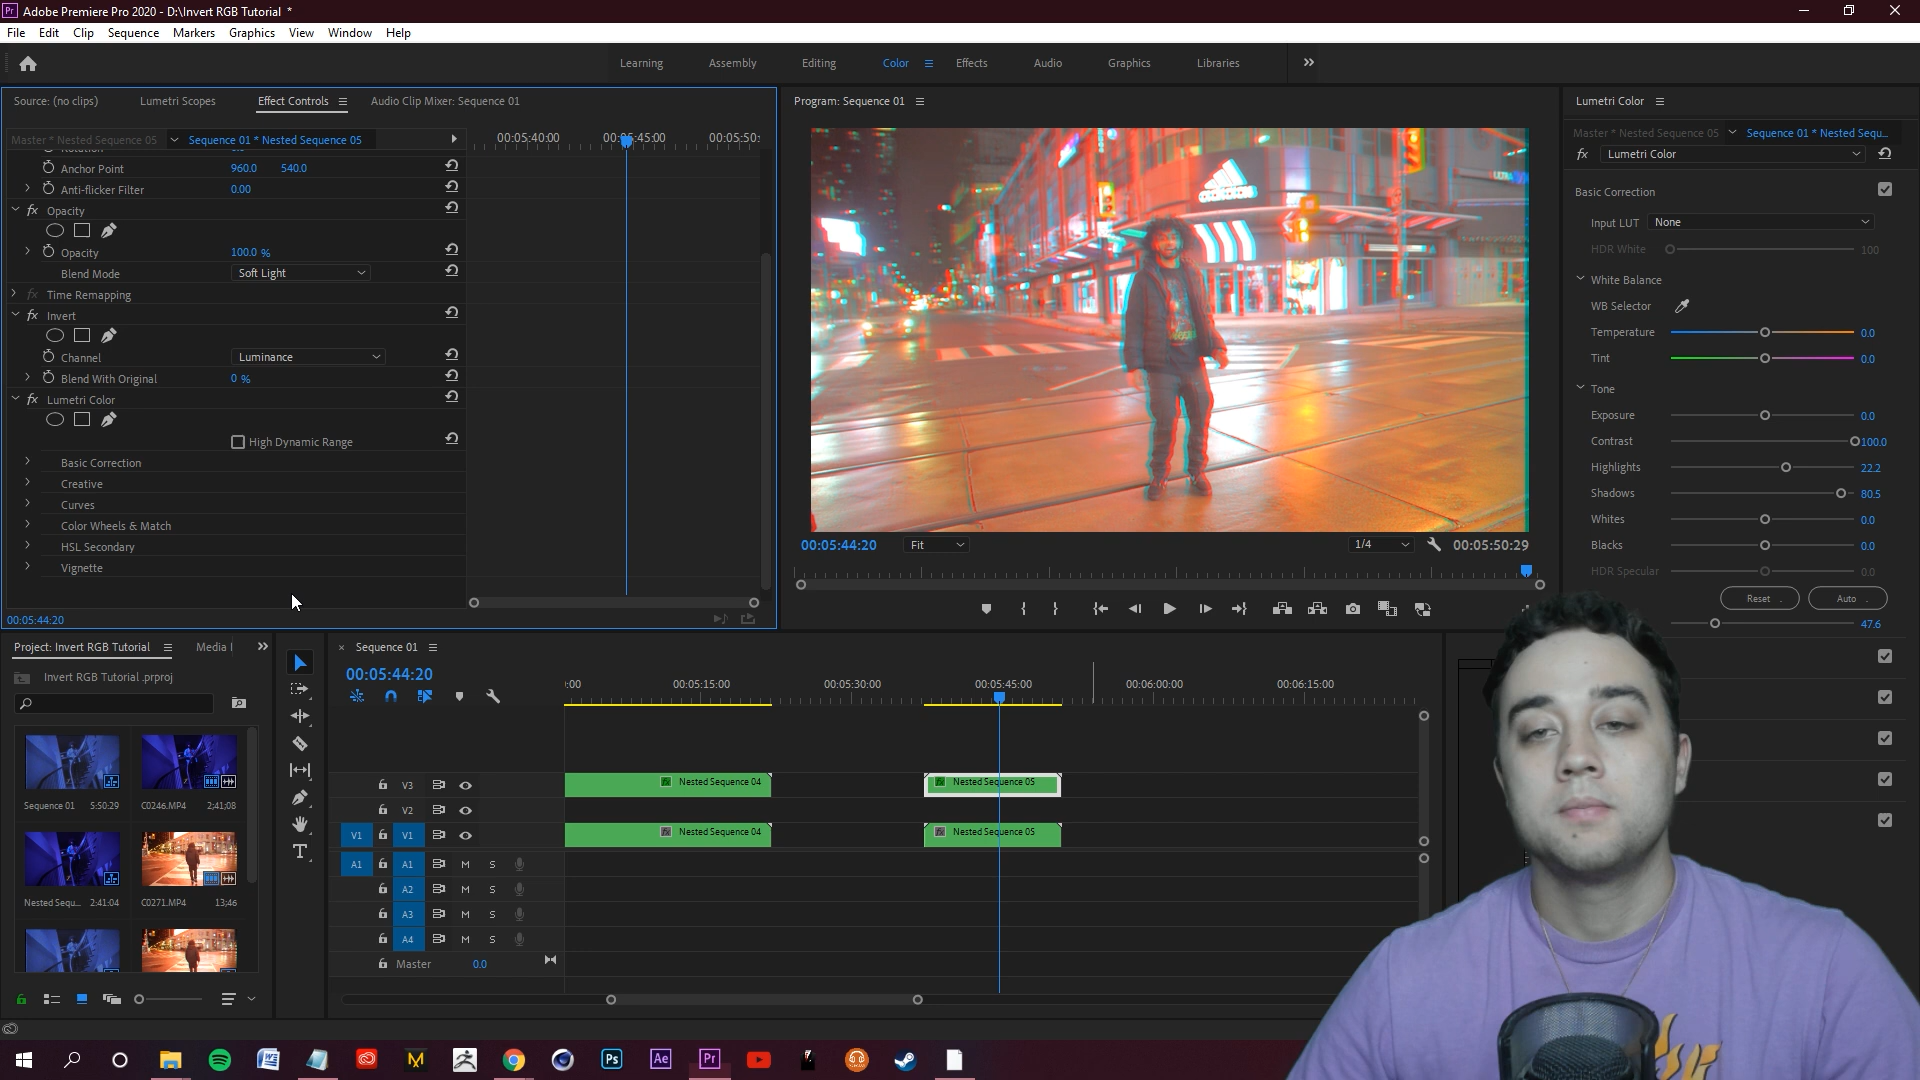 Adobe Premiere Pro 2020 - D:\Invert RGB Tutorial *
File Edit Clip Sequence Markers Graphics View Window Help
Learning Assembly Editing Color Effects Audio Graphics Libraries
Source: (no clips) Lumetri Scopes Effect Controls Audio Clip Mixer: Sequence 01
Master * Nested Sequence 05 Sequence 01 * Nested Sequence 05
00:05:40:00 00:05:45:00 00:05:50:
Anchor Point 960.0 540.0
Anti-flicker Filter 0.00
fx Opacity
Opacity 100.0 %
Blend Mode Soft Light
fx Time Remapping
fx Invert
Channel Luminance
Blend With Original 0 %
fx Lumetri Color
High Dynamic Range
Basic Correction
Creative
Curves
Color Wheels & Match
HSL Secondary
Vignette
00:05:44:20
Program: Sequence 01
adidas
00:05:44:20 Fit 1/4 00:05:50:29
Lumetri Color
Master * Nested Sequence 05 Sequence 01 * Nested Sequ...
fx Lumetri Color
Basic Correction
Input LUT None
HDR White 100
White Balance
WB Selector
Temperature 0.0
Tint 0.0
Tone
Exposure 0.0
Contrast 100.0
Highlights 22.2
Shadows 80.5
Whites 0.0
Blacks 0.0
HDR Specular 0.0
Reset Auto
47.6
Project: Invert RGB Tutorial Media
Invert RGB Tutorial .prproj
Sequence 01 5:50:29 C0246.MP4 2;41;08
Nested Sequ... 2:41:04 C0271.MP4 13;46
Sequence 01
00:05:44:20
:00 00:05:15:00 00:05:30:00 00:05:45:00 00:06:00:00 00:06:15:00
V3 fx Nested Sequence 04 fx Nested Sequence 05
V2
V1 V1 fx Nested Sequence 04 fx Nested Sequence 05
A1 A1 M S
A2 M S
A3 M S
A4 M S
Master 0.0
Ps Ae Pr